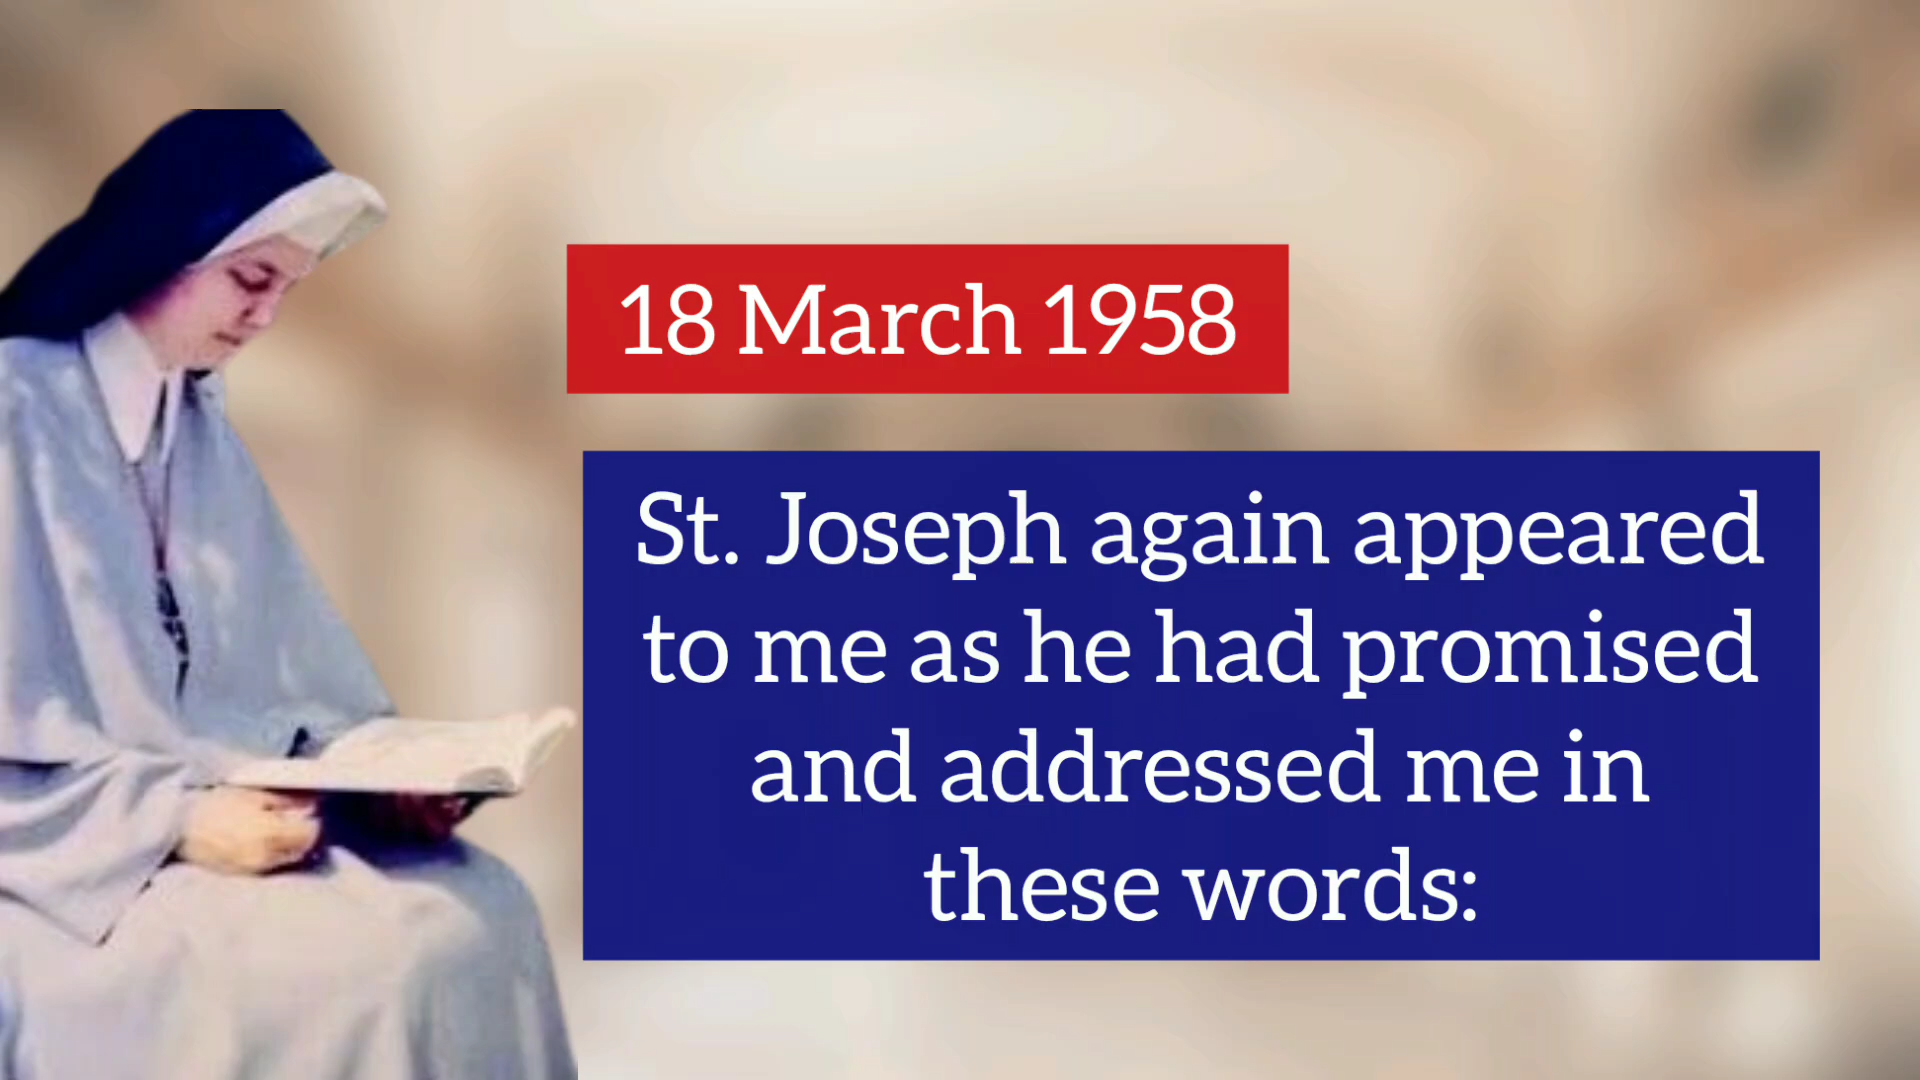 18 March 1958
St. Joseph again appeared
to me as he had promised
and addressed me in
these words: